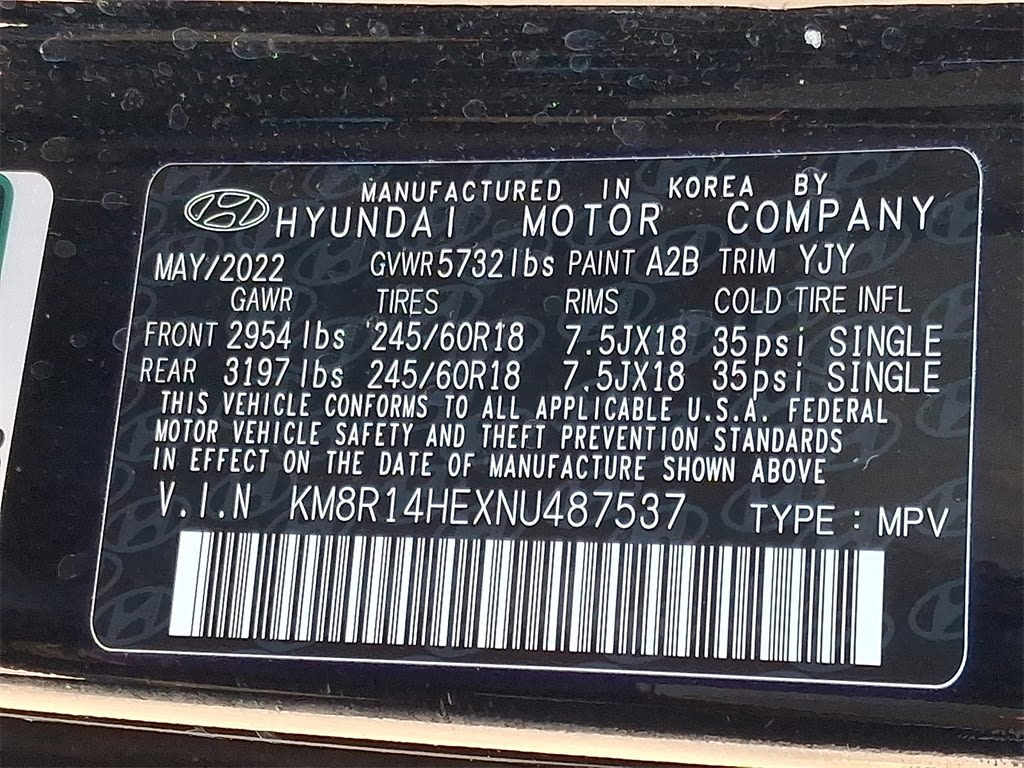 MANUFACTURED IN KOREA BY
HYUNDAI MOTOR COMPANY
MAY/2022 GVWR 5732 lbs PAINT A2B TRIM YJY
GAWR TIRES RIMS COLD TIRE INFL
FRONT 2954 lbs 245/60R18 7.5JX18 35psi SINGLE
REAR 3197 lbs 245/60R18 7.5JX18 35psi SINGLE
THIS VEHICLE CONFORMS TO ALL APPLICABLE U.S.A. FEDERAL
MOTOR VEHICLE SAFETY AND THEFT PREVENTION STANDARDS
IN EFFECT ON THE DATE OF MANUFACTURE SHOWN ABOVE
V.I.N KM8R14HEXNU487537 TYPE : MPV